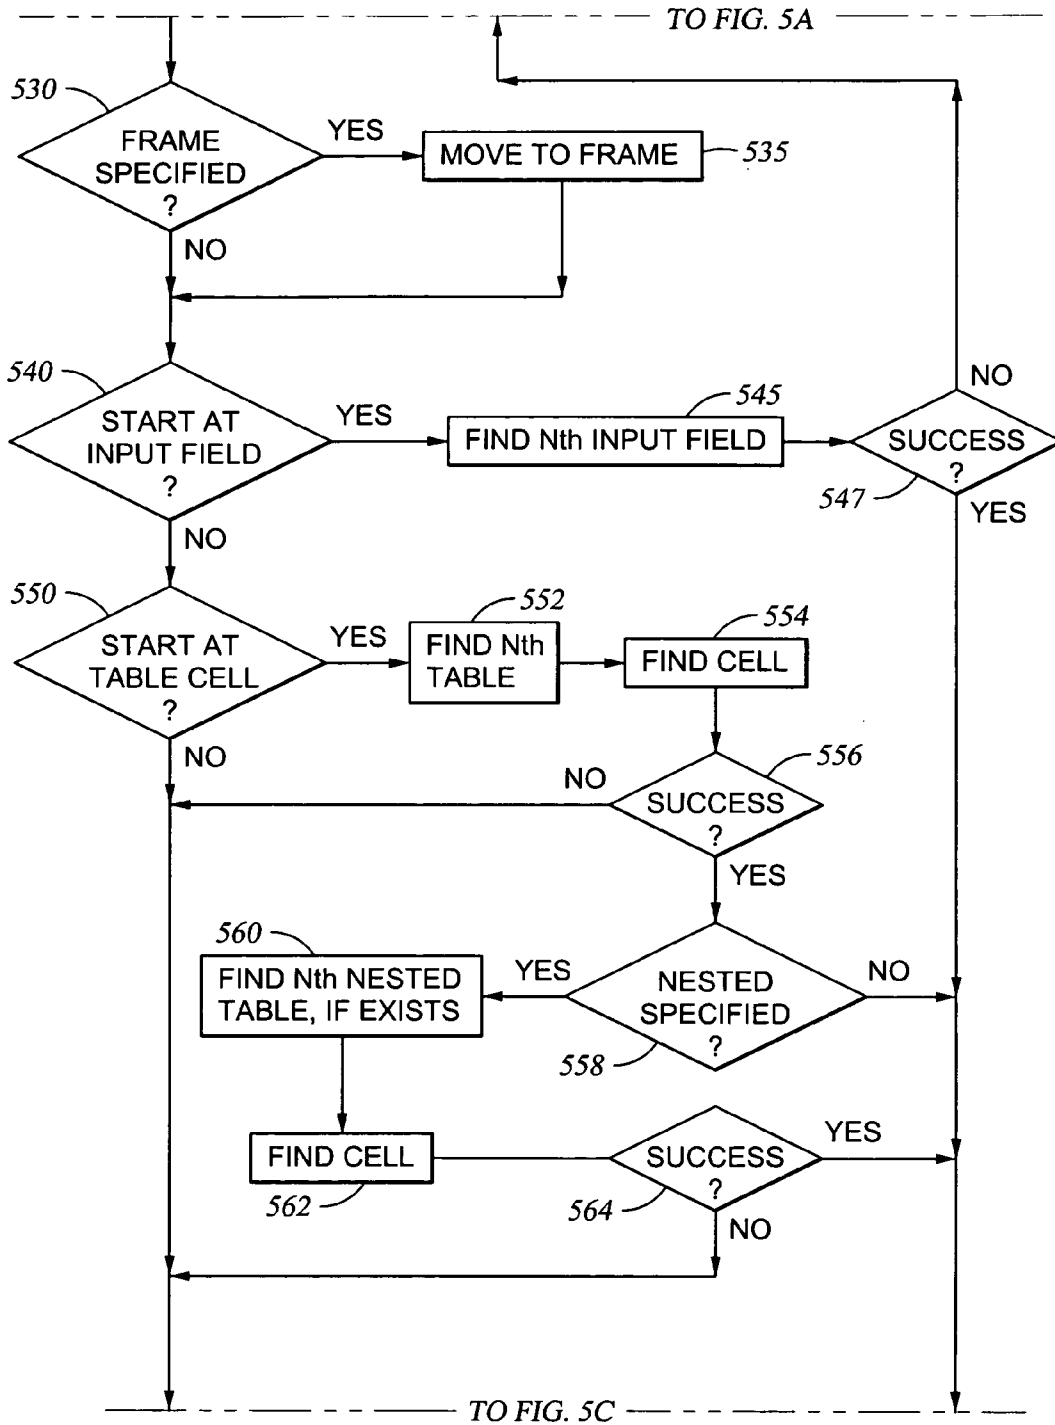 TO FIG. 5A
530
FRAME
SPECIFIED
?
YES
MOVE TO FRAME
535
NO
540
START AT
INPUT FIELD
?
YES
545
FIND Nth INPUT FIELD
NO
SUCCESS
?
547
YES
NO
550
START AT
TABLE CELL
?
YES
552
FIND Nth
TABLE
554
FIND CELL
NO
556
SUCCESS
?
NO
YES
560
FIND Nth NESTED
TABLE, IF EXISTS
YES
NESTED
SPECIFIED
?
558
NO
FIND CELL
562
SUCCESS
?
564
YES
NO
TO FIG. 5C